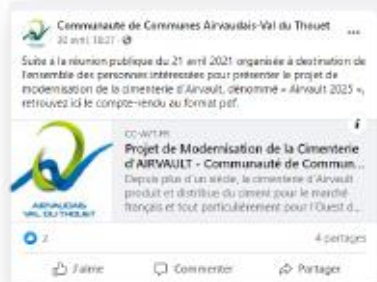 Communauté de Communes Airvaudais-Val du Thouet
30 avril, 18:27
Suite à la réunion publique du 21 avril 2021 organisée à destination de
l'ensemble des personnes intéressées pour présenter le projet de
modernisation de la cimenterie d'Airvault, dénommé « Airvault 2025 »,
retrouvez ici le compte-rendu au format pdf.
CC-AVT.FR
Projet de Modernisation de la Cimenterie
d'AIRVAULT - Communauté de Commun...
Depuis plus d'un siècle, la cimenterie d'Airvault
produit et distribue du ciment pour le marché
français et tout particulièrement pour l'Ouest d...
AIRVAUDAIS
VAL DU THOUET
2
4 partages
J'aime
Commenter
Partager